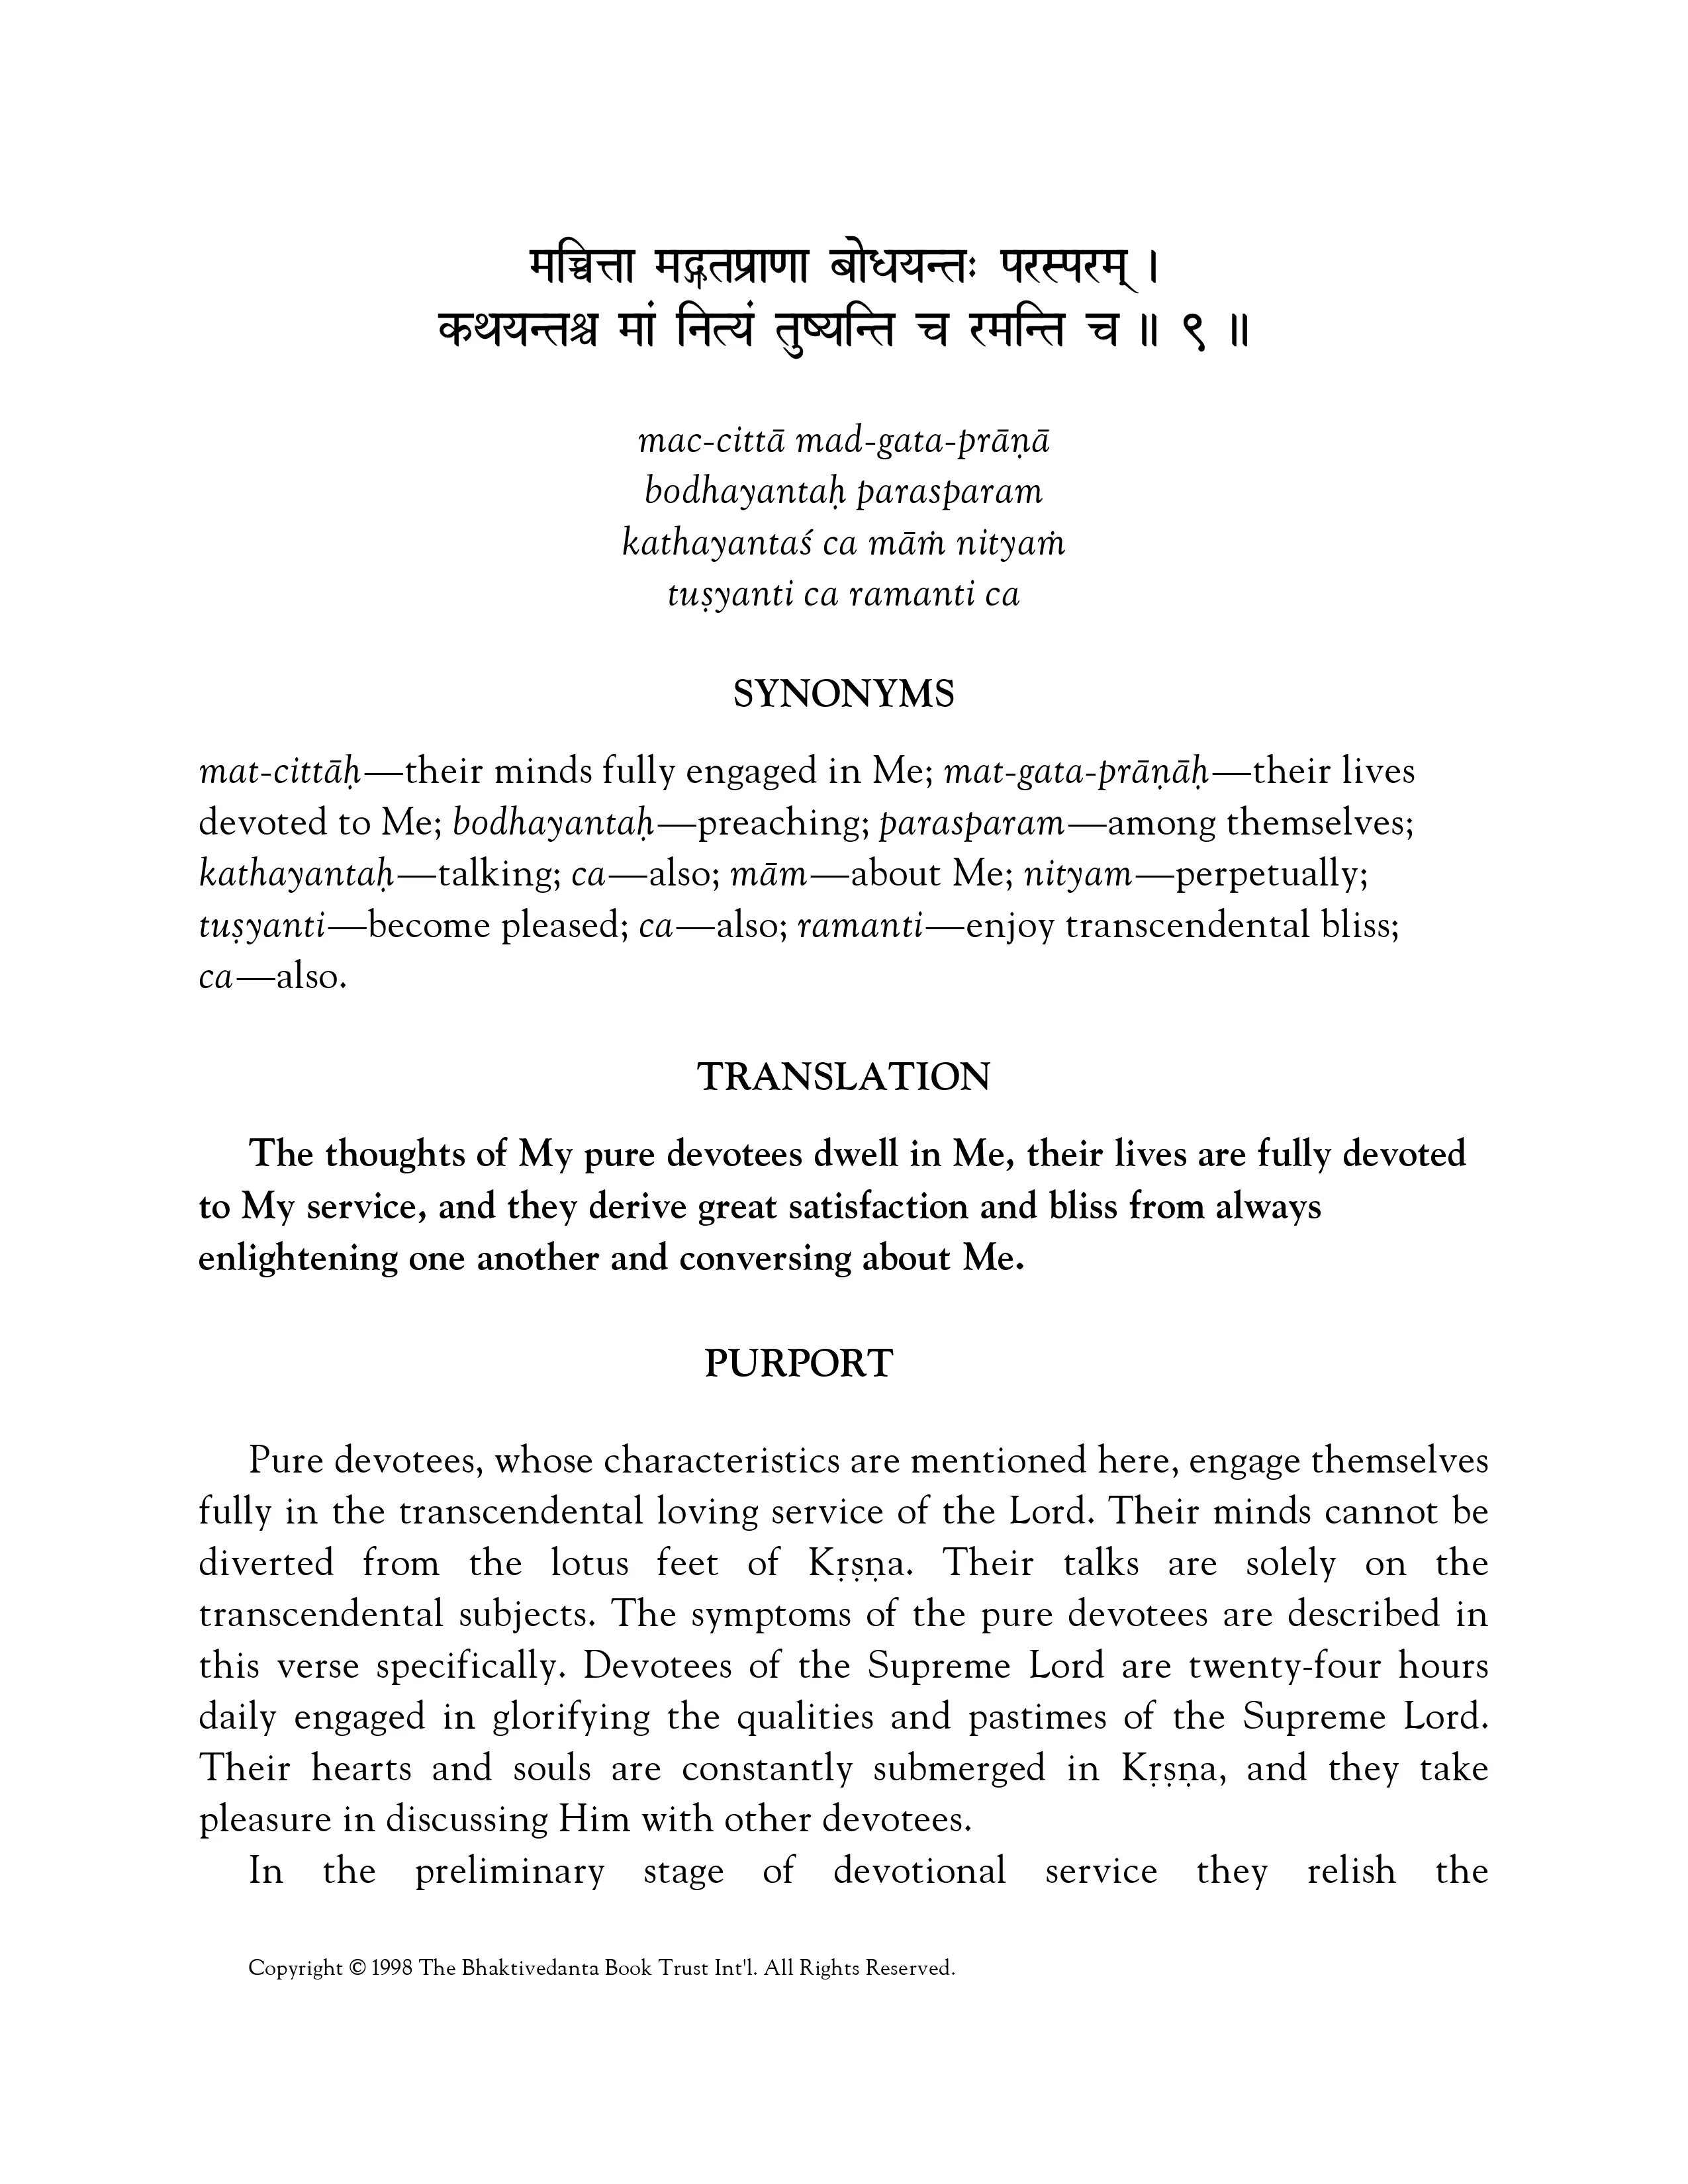 मच्चित्ता मद्गतप्राणा बोधयन्तः परस्परम् ।
कथयन्तश्च मां नित्यं तुष्यन्ति च रमन्ति च ॥ ९ ॥
mac-cittā mad-gata-prāṇā
bodhayantaḥ parasparam
kathayantaś ca māṁ nityaṁ
tuṣyanti ca ramanti ca
SYNONYMS
mat-cittāḥ—their minds fully engaged in Me; mat-gata-prāṇāḥ—their lives
devoted to Me; bodhayantaḥ—preaching; parasparam—among themselves;
kathayantaḥ—talking; ca—also; mām—about Me; nityam—perpetually;
tuṣyanti—become pleased; ca—also; ramanti—enjoy transcendental bliss;
ca—also.
TRANSLATION
The thoughts of My pure devotees dwell in Me, their lives are fully devoted
to My service, and they derive great satisfaction and bliss from always
enlightening one another and conversing about Me.
PURPORT
Pure devotees, whose characteristics are mentioned here, engage themselves
fully in the transcendental loving service of the Lord. Their minds cannot be
diverted from the lotus feet of Kṛṣṇa. Their talks are solely on the
transcendental subjects. The symptoms of the pure devotees are described in
this verse specifically. Devotees of the Supreme Lord are twenty-four hours
daily engaged in glorifying the qualities and pastimes of the Supreme Lord.
Their hearts and souls are constantly submerged in Kṛṣṇa, and they take
pleasure in discussing Him with other devotees.
In the preliminary stage of devotional service they relish the
Copyright © 1998 The Bhaktivedanta Book Trust Int'l. All Rights Reserved.